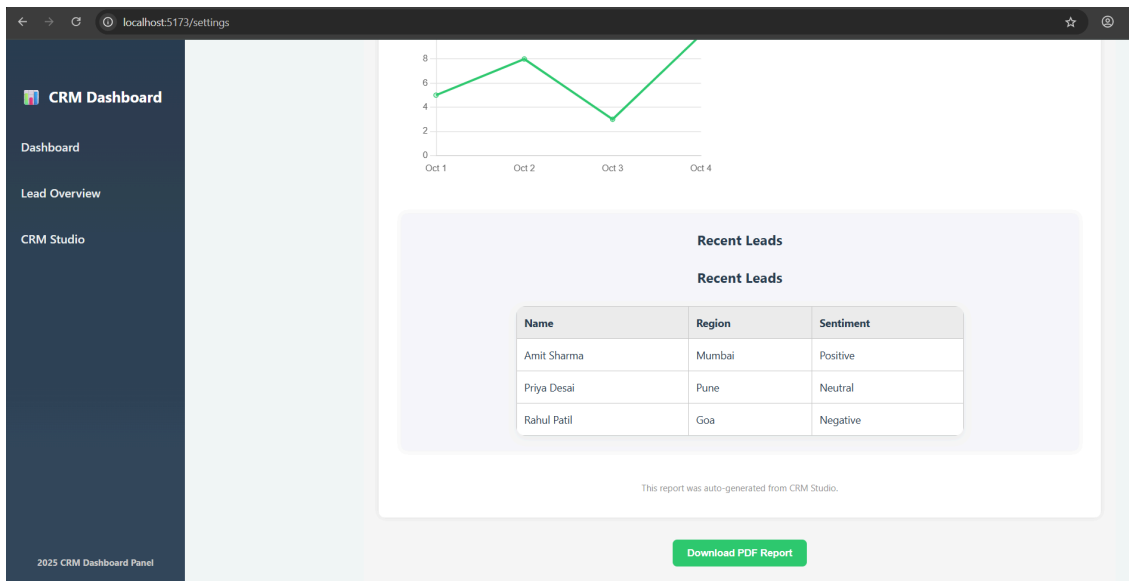 localhost:5173/settings
CRM Dashboard
Dashboard
Lead Overview
CRM Studio
2025 CRM Dashboard Panel
8
6
4
2
0
Oct 1 Oct 2 Oct 3 Oct 4
Recent Leads
Recent Leads
Name Region Sentiment
Amit Sharma Mumbai Positive
Priya Desai Pune Neutral
Rahul Patil Goa Negative
This report was auto-generated from CRM Studio.
Download PDF Report